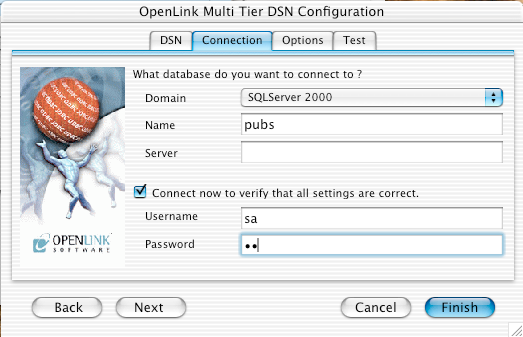 OpenLink Multi Tier DSN Configuration
DSN Connection Options Test
What database do you want to connect to ?
Domain SQLServer 2000
Name pubs
Server
Connect now to verify that all settings are correct.
Username sa
Password ••
OPENLINK
SOFTWARE
Back Next Cancel Finish